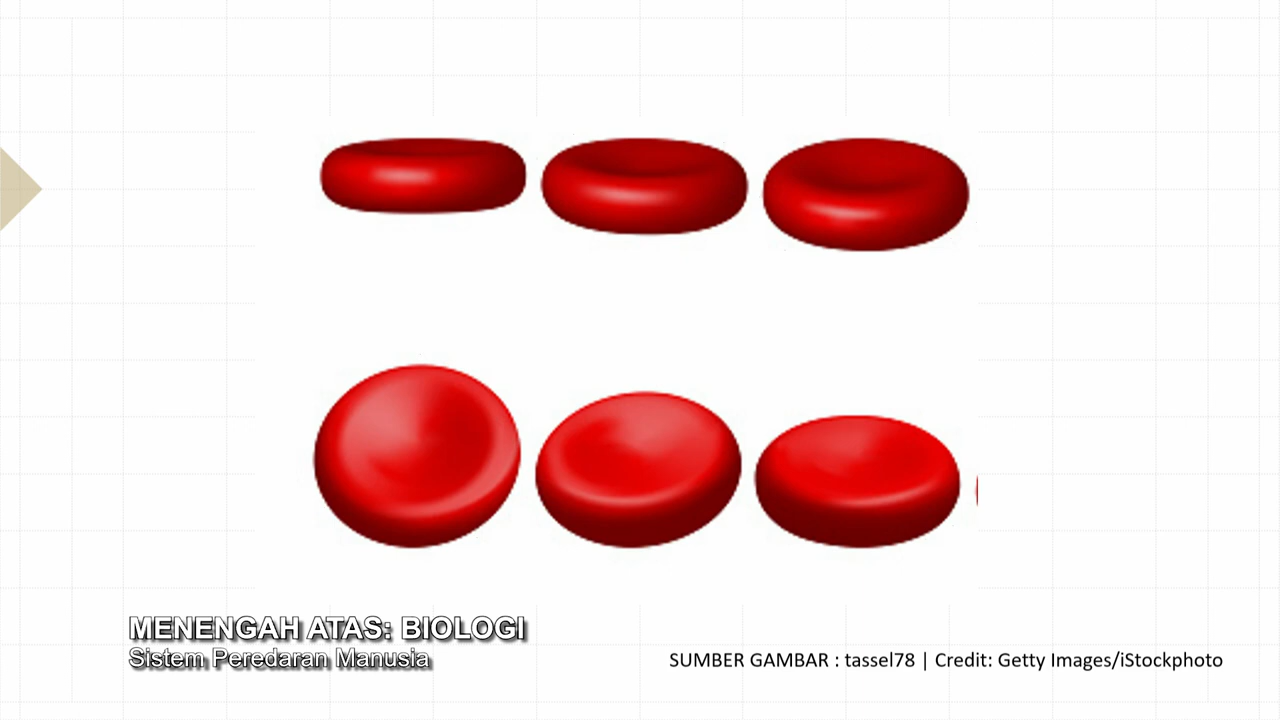 MENENGAH ATAS: BIOLOGI
Sistem Peredaran Manusia
SUMBER GAMBAR : tassel78 | Credit: Getty Images/iStockphoto